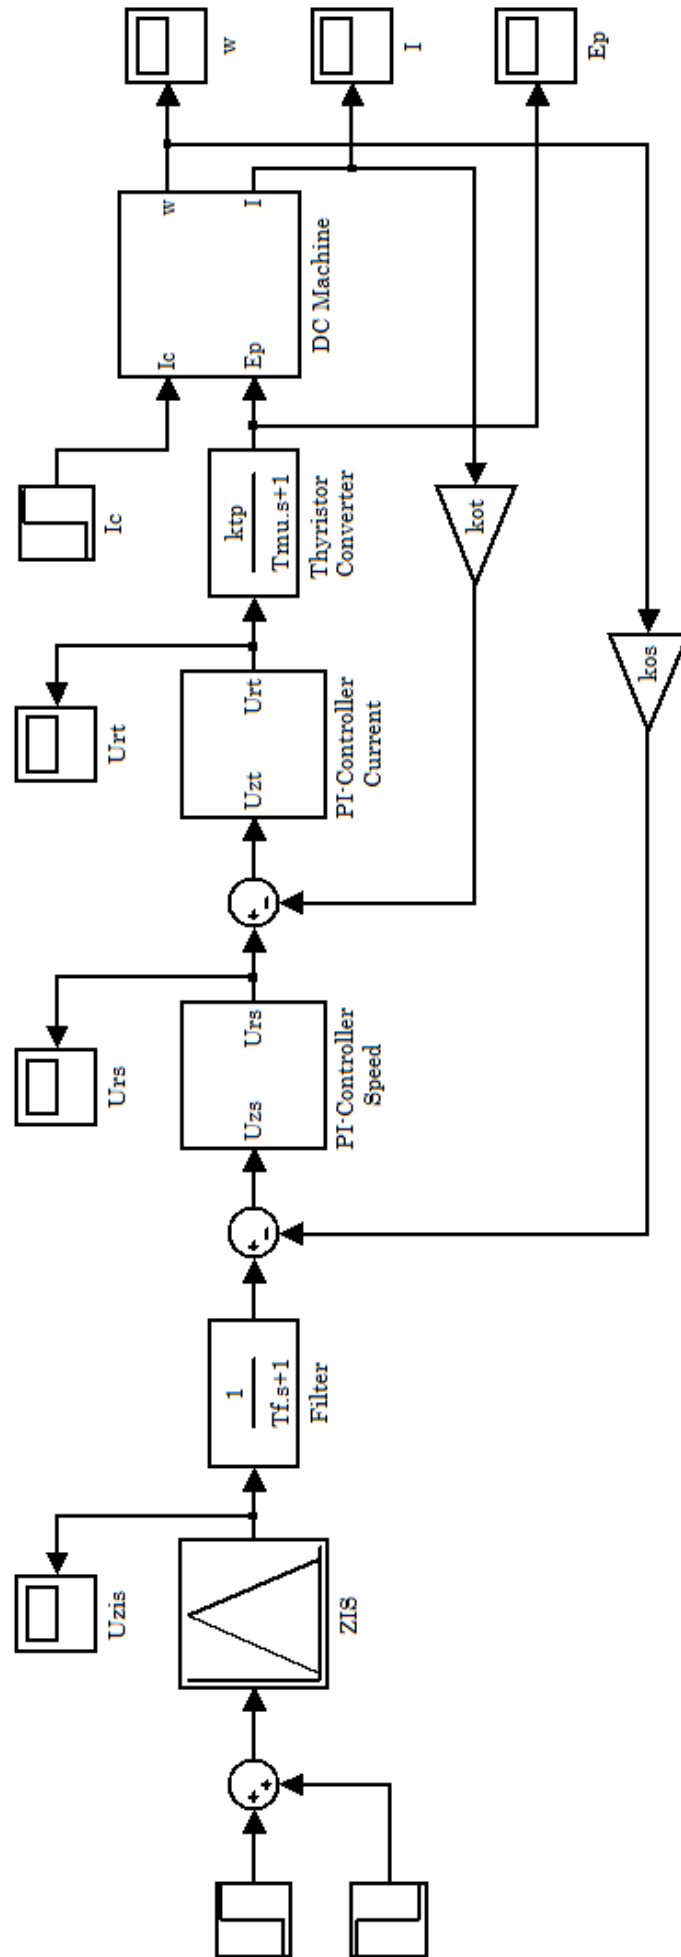 Uzis
ZIS
1
Tf.s+1
Filter
+
+
+
-
Urs
Uzs
Urs
PI-Controller
Speed
+
-
Urt
Uzt
Urt
PI-Controller
Current
ktp
Tmu.s+1
Thyristor
Converter
Ic
Ic
Ep
w
I
DC Machine
w
I
Ep
kot
kos